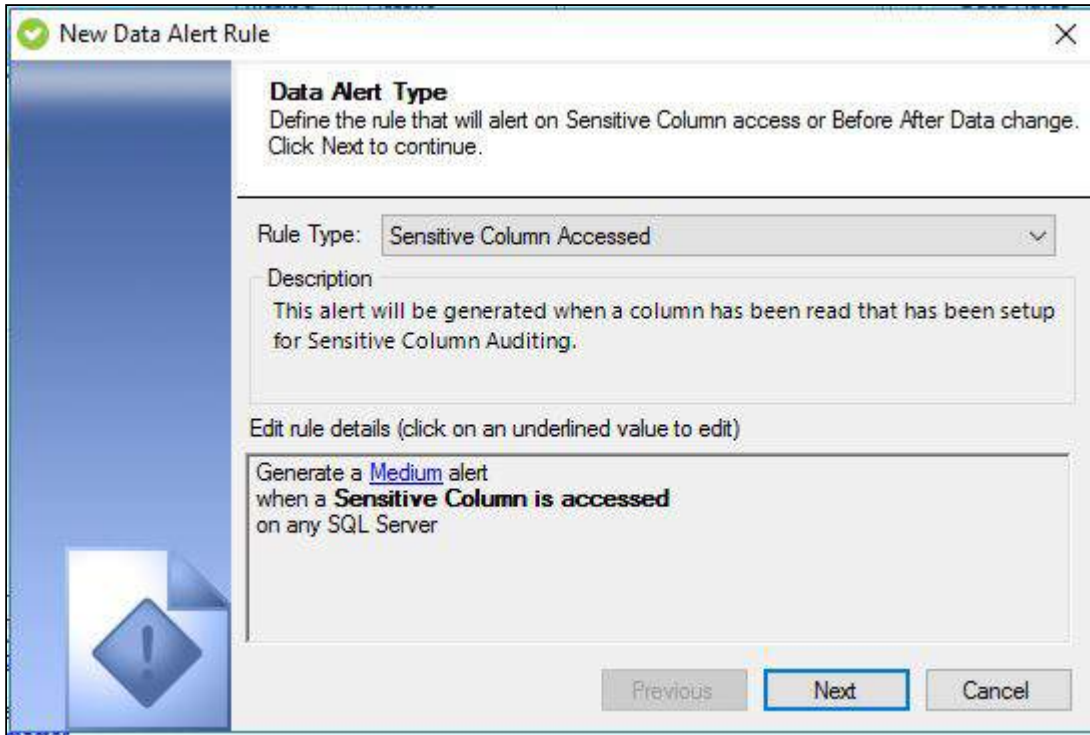 New Data Alert Rule
Data Alert Type
Define the rule that will alert on Sensitive Column access or Before After Data change.
Click Next to continue.
Rule Type: Sensitive Column Accessed
Description
This alert will be generated when a column has been read that has been setup
for Sensitive Column Auditing.
Edit rule details (click on an underlined value to edit)
Generate a Medium alert
when a Sensitive Column is accessed
on any SQL Server
Previous Next Cancel